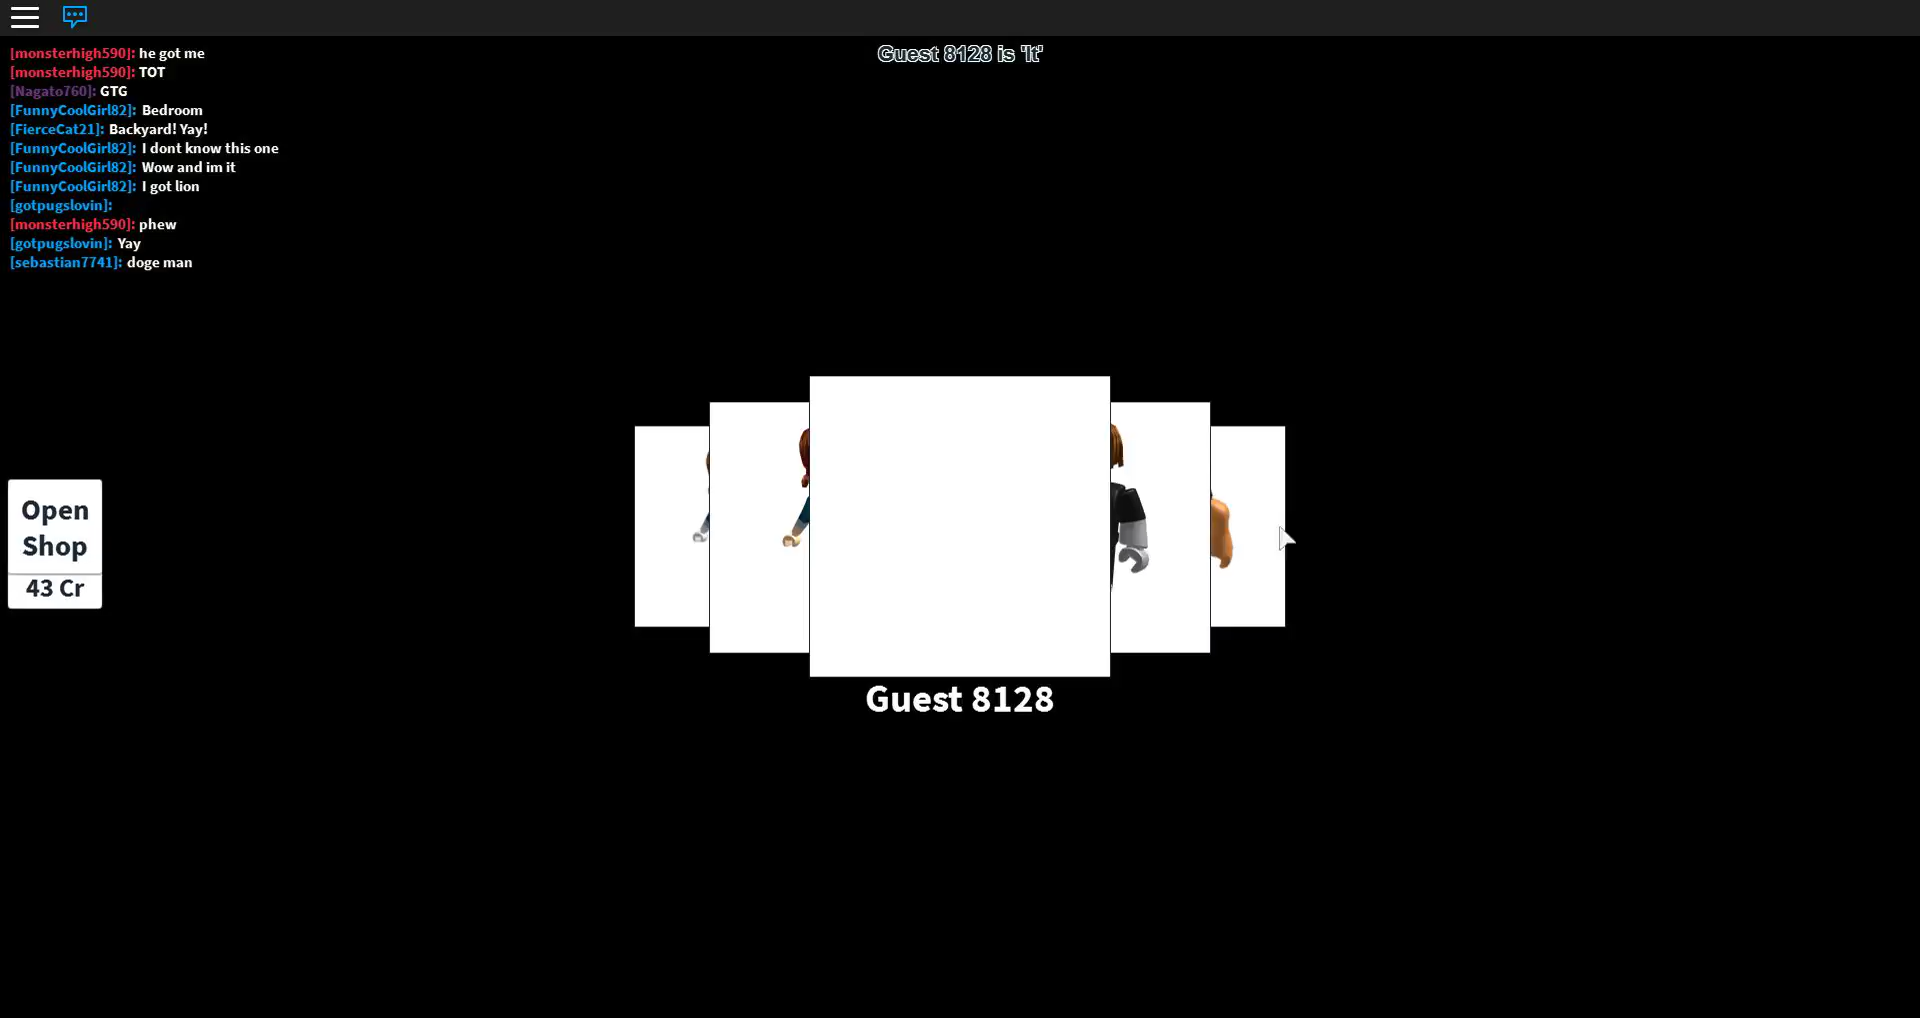 Guest 8128 is 'It'
[monsterhigh590]: he got me
[monsterhigh590]: TOT
[Nagato760]: GTG
[FunnyCoolGirl82]: Bedroom
[FierceCat21]: Backyard! Yay!
[FunnyCoolGirl82]: I dont know this one
[FunnyCoolGirl82]: Wow and im it
[FunnyCoolGirl82]: I got lion
[gotpugslovin]:
[monsterhigh590]: phew
[gotpugslovin]: Yay
[sebastian7741]: doge man
Open
Shop
43 Cr
Guest 8128